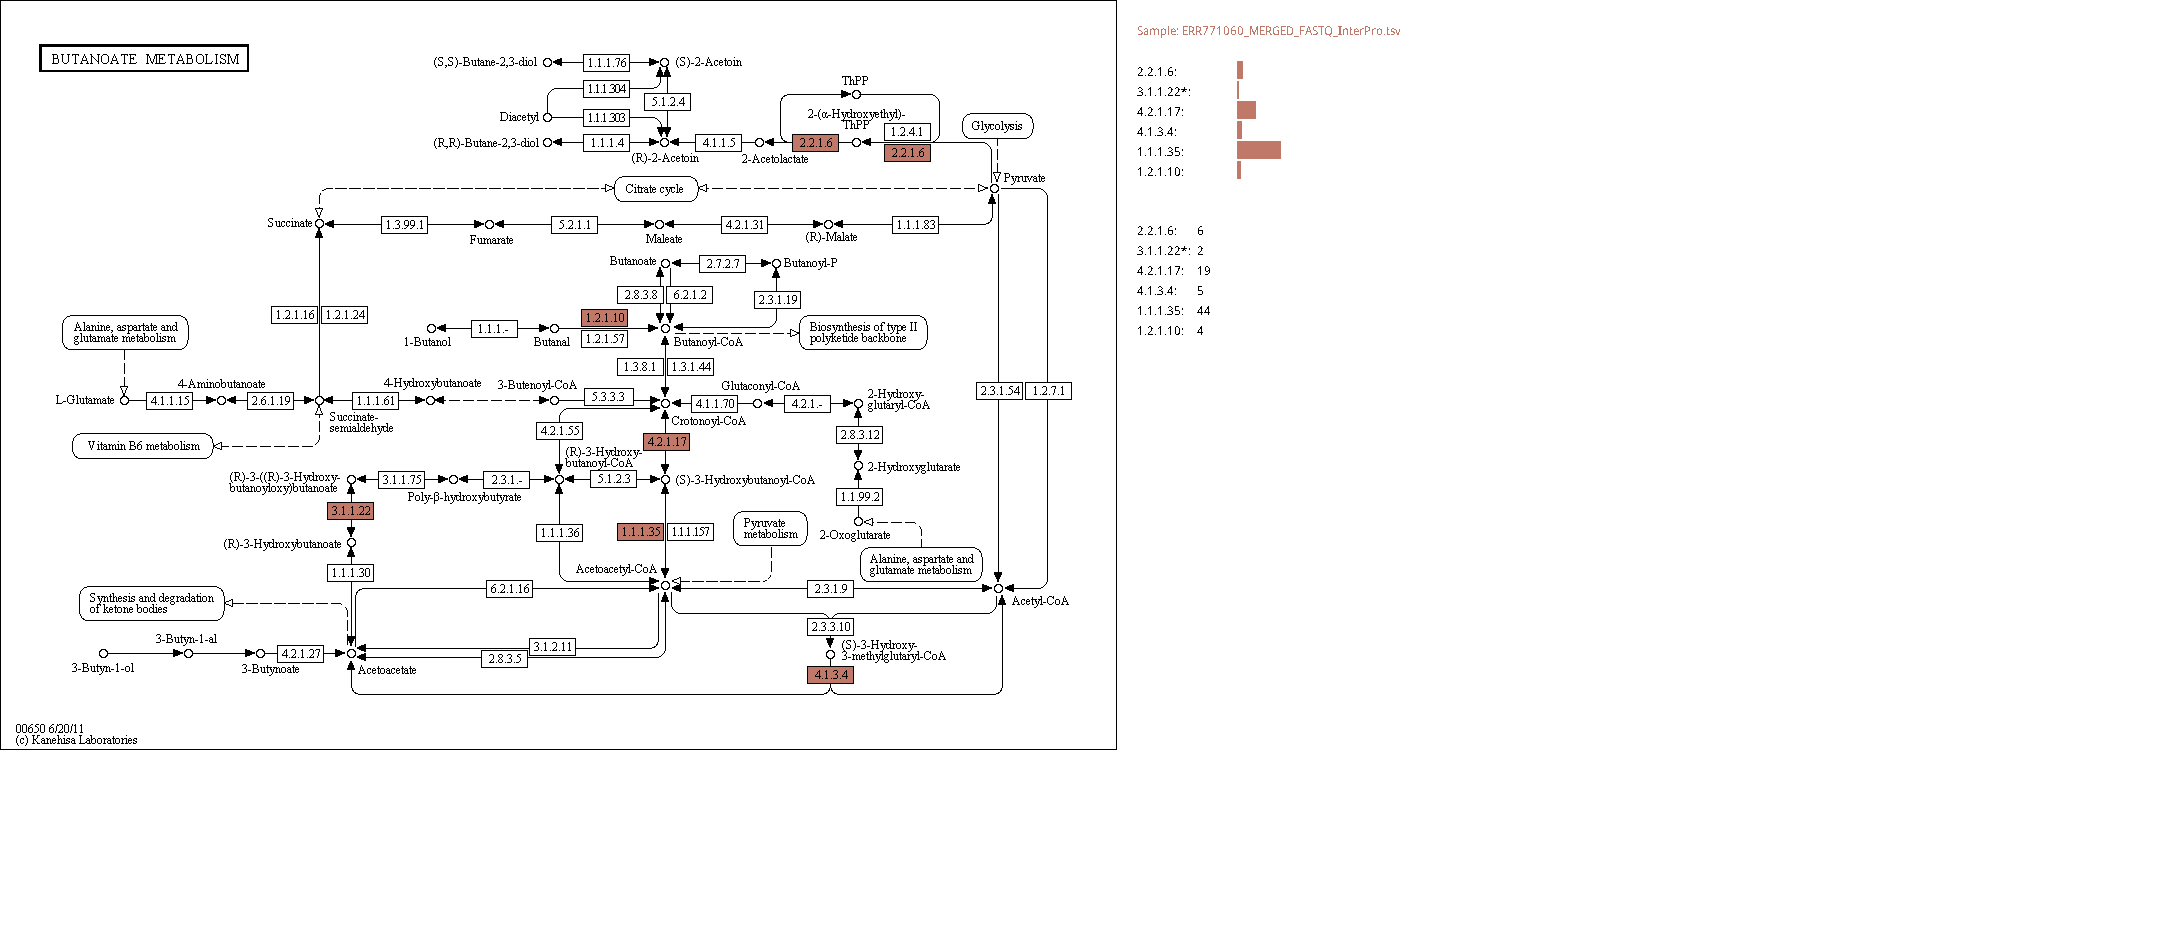 BUTANOATE METABOLISM
(S,S)-Butane-2,3-diol
1.1.1.76
(S)-2-Acetoin
1.1.1.304
5.1.2.4
Diacetyl
1.1.1.303
(R,R)-Butane-2,3-diol
1.1.1.4
(R)-2-Acetoin
4.1.1.5
2-Acetolactate
2.2.1.6
ThPP
2-(α-Hydroxyethyl)-
ThPP
1.2.4.1
2.2.1.6
Glycolysis
Pyruvate
Citrate cycle
Succinate
1.3.99.1
Fumarate
5.2.1.1
Maleate
4.2.1.31
(R)-Malate
1.1.1.83
Butanoate
2.7.2.7
Butanoyl-P
2.8.3.8
6.2.1.2
2.3.1.19
1.2.1.16
1.2.1.24
1.2.1.10
1.1.1.-
1-Butanol
Butanal
1.2.1.57
Butanoyl-CoA
Biosynthesis of type II
polyketide backbone
Alanine, aspartate and
glutamate metabolism
1.3.8.1
1.3.1.44
L-Glutamate
4.1.1.15
4-Aminobutanoate
2.6.1.19
Succinate-
semialdehyde
1.1.1.61
4-Hydroxybutanoate
3-Butenoyl-CoA
5.3.3.3
Crotonoyl-CoA
4.1.1.70
Glutaconyl-CoA
4.2.1.-
2-Hydroxy-
glutaryl-CoA
2.3.1.54
1.2.7.1
Vitamin B6 metabolism
4.2.1.55
4.2.1.17
2.8.3.12
(R)-3-Hydroxy-
butanoyl-CoA
2-Hydroxyglutarate
(R)-3-((R)-3-Hydroxy-
butanoyloxy)butanoate
3.1.1.75
Poly-β-hydroxybutyrate
2.3.1.-
5.1.2.3
(S)-3-Hydroxybutanoyl-CoA
1.1.99.2
3.1.1.22
1.1.1.36
1.1.1.35
1.1.1.157
Pyruvate
metabolism
2-Oxoglutarate
(R)-3-Hydroxybutanoate
Alanine, aspartate and
glutamate metabolism
1.1.1.30
Acetoacetyl-CoA
6.2.1.16
2.3.1.9
Acetyl-CoA
Synthesis and degradation
of ketone bodies
2.3.3.10
3-Butyn-1-ol
3-Butyn-1-al
3-Butynoate
4.2.1.27
Acetoacetate
3.1.2.11
2.8.3.5
(S)-3-Hydroxy-
3-methylglutaryl-CoA
4.1.3.4
00650 6/20/11
(c) Kanehisa Laboratories
Sample: ERR771060_MERGED_FASTQ_InterPro.tsv
2.2.1.6:
3.1.1.22*:
4.2.1.17:
4.1.3.4:
1.1.1.35:
1.2.1.10:
2.2.1.6: 6
3.1.1.22*: 2
4.2.1.17: 19
4.1.3.4: 5
1.1.1.35: 44
1.2.1.10: 4